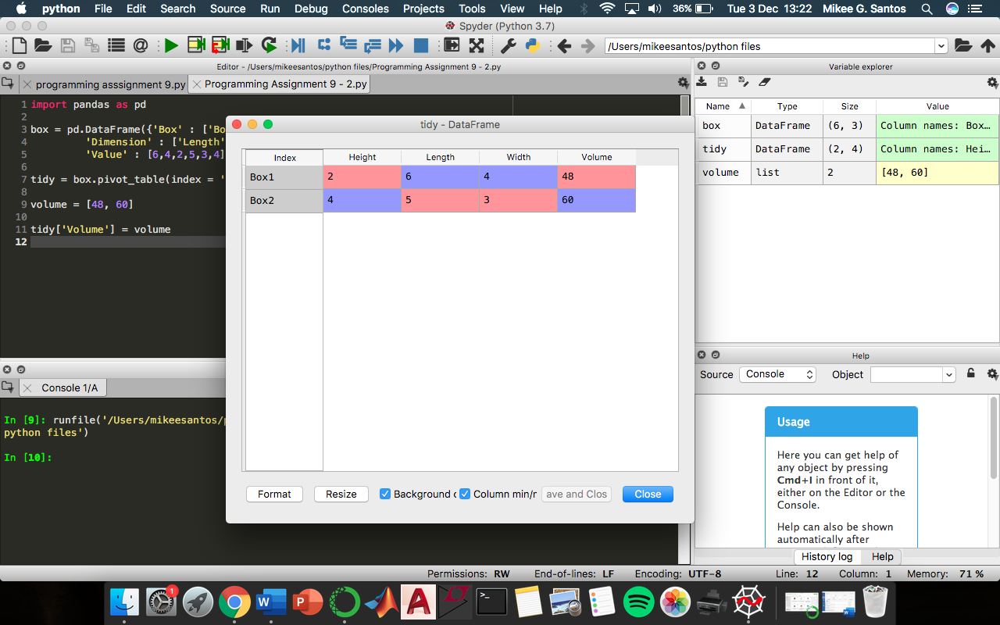 python File Edit Search Source Run Debug Consoles Projects Tools View Help 36% Tue 3 Dec 13:22 Mikee G. Santos
Spyder (Python 3.7)
/Users/mikeesantos/python files
Editor - /Users/mikeesantos/python files/Programming Assignment 9 - 2.py
programming asssignment 9.py
Programming Assignment 9 - 2.py
1 import pandas as pd
2
3 box = pd.DataFrame({'Box' : ['Bo
4 'Dimension' : ['Length'
5 'Value' : [6,4,2,5,3,4]
6
7 tidy = box.pivot_table(index = '
8
9 volume = [48, 60]
10
11 tidy['Volume'] = volume
12
tidy - DataFrame
Index Height Length Width Volume
Box1 2 6 4 48
Box2 4 5 3 60
Format Resize Background c Column min/r ave and Clos Close
Variable explorer
Name Type Size Value
box DataFrame (6, 3) Column names: Box…
tidy DataFrame (2, 4) Column names: Hei…
volume list 2 [48, 60]
Console 1/A
In [9]: runfile('/Users/mikeesantos/p
python files')
In [10]:
Help
Source Console Object
Usage
Here you can get help of
any object by pressing
Cmd+I in front of it,
either on the Editor or the
Console.
Help can also be shown
automatically after
History log Help
Permissions: RW End-of-lines: LF Encoding: UTF-8 Line: 12 Column: 1 Memory: 71 %
1